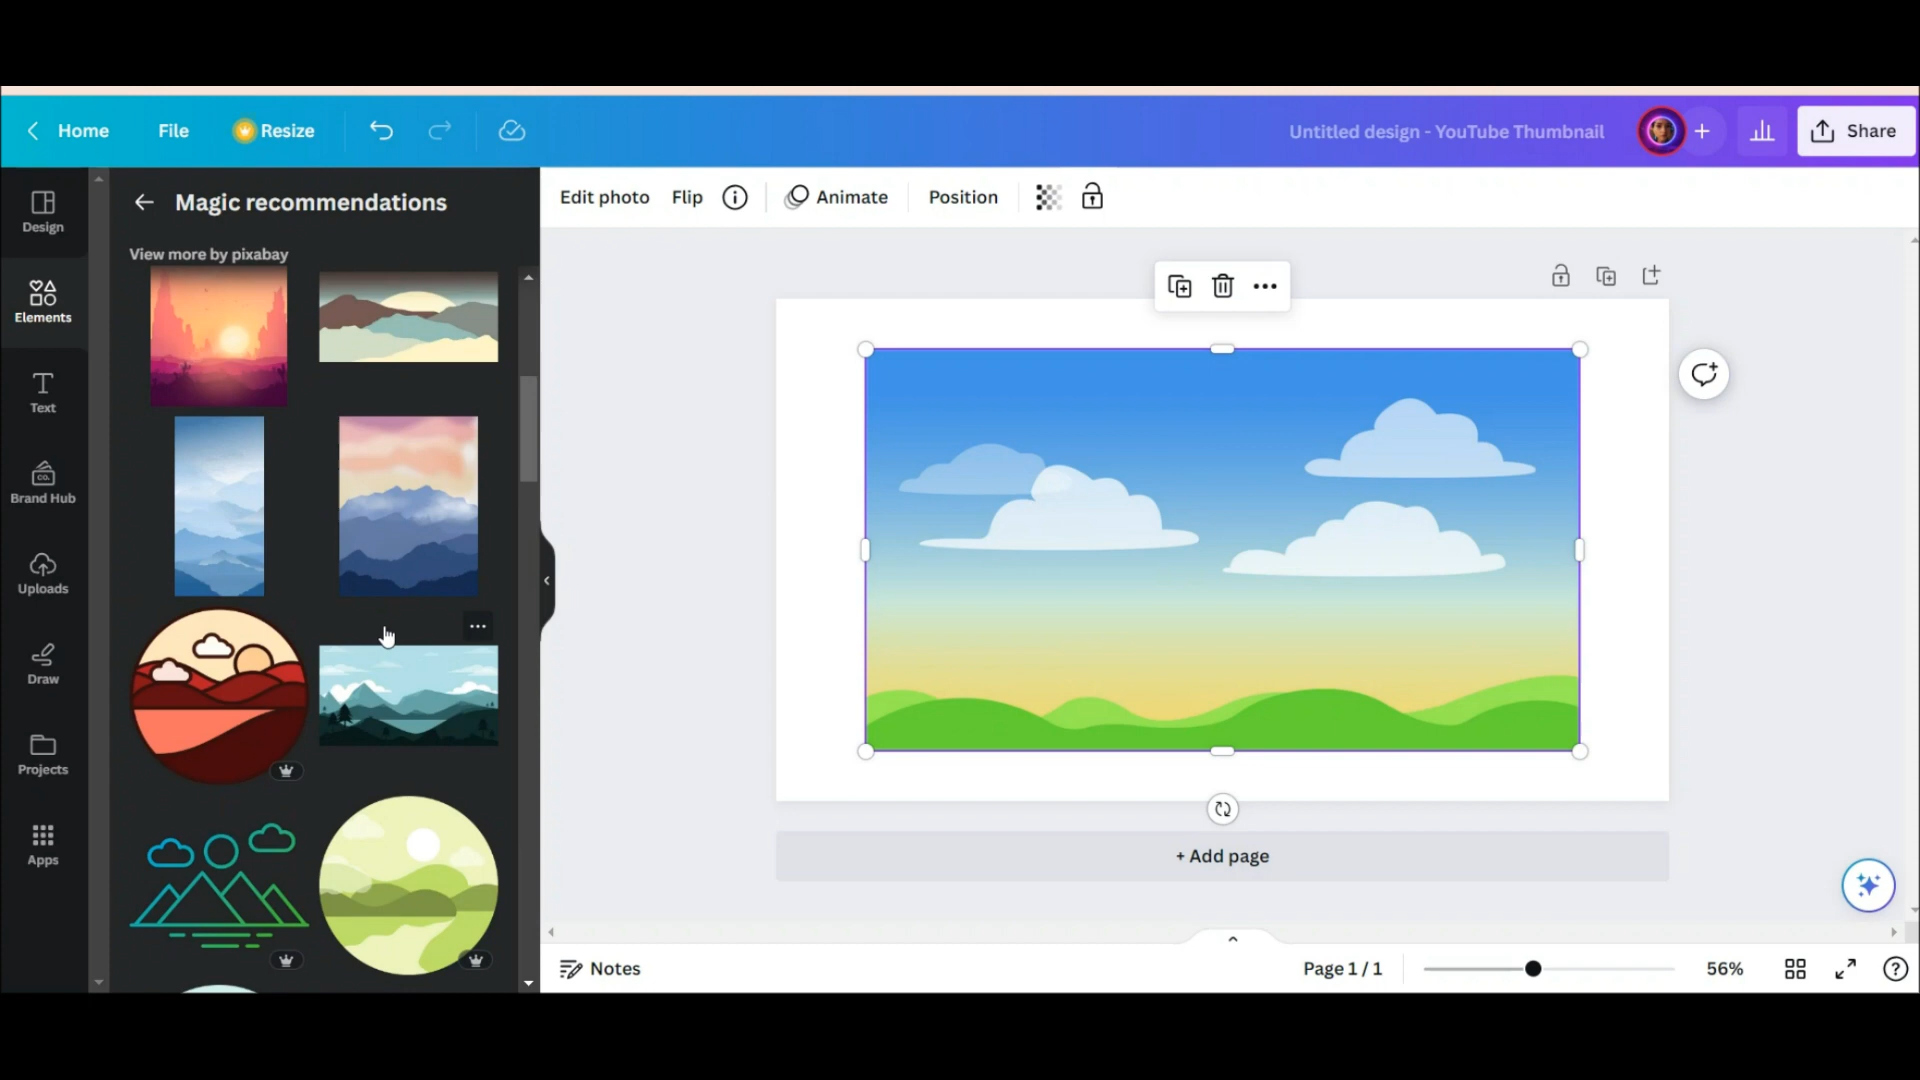 Home File Resize Untitled design - YouTube Thumbnail Share
Design
Elements
Text
CO.
Brand Hub
Uploads
Draw
Projects
Apps
Magic recommendations
View more by pixabay
Edit photo Flip Animate Position
+ Add page
Notes Page 1 / 1 56%